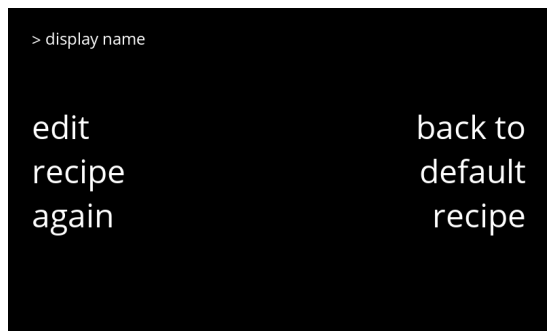 > display name
edit
recipe
again
back to
default
recipe